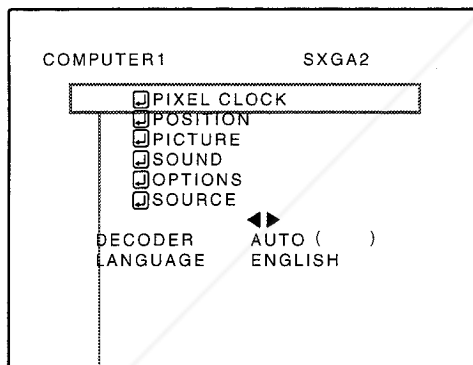 COMPUTER1 SXGA2
PIXEL CLOCK
POSITION
PICTURE
SOUND
OPTIONS
SOURCE
DECODER AUTO ( )
LANGUAGE ENGLISH